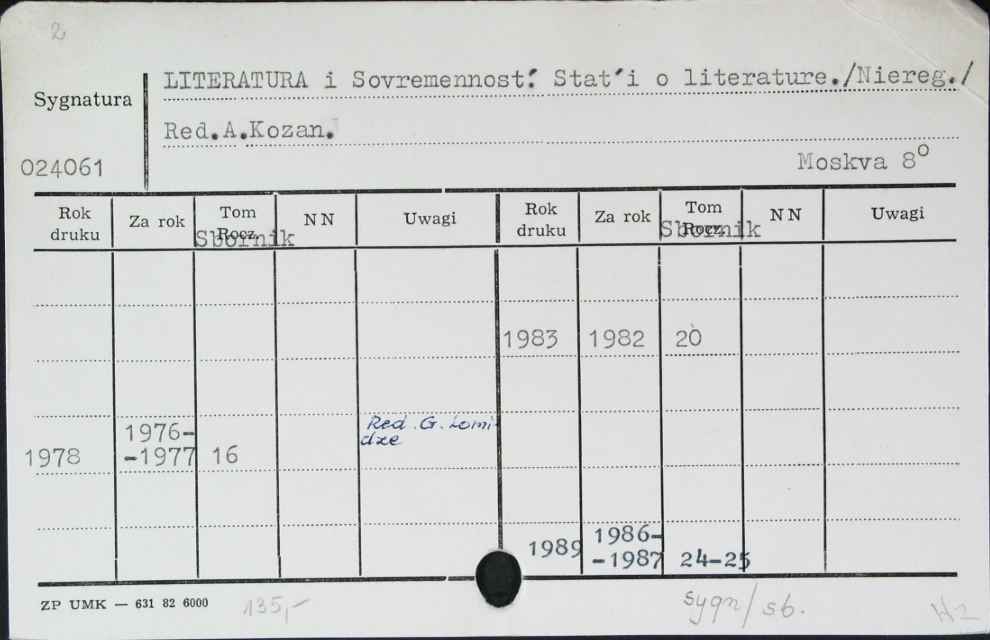 2
LITERATURA i Sovremennost'. Stat'i o literature./Niereg./
Sygnatura
Red.A.Kozan.
024061
Moskva 8°
Rok druku Za rok Tom Rocz. NN Uwagi Rok druku Za rok Tom Rocz. NN Uwagi
Sbornik Sbornik
1983 1982 20
1976-
Red. G. Lomi-
dze
1978 -1977 16
1986-
1989 -1987 24-25
ZP UMK — 631 82 6000 135,-
sygn/sb.